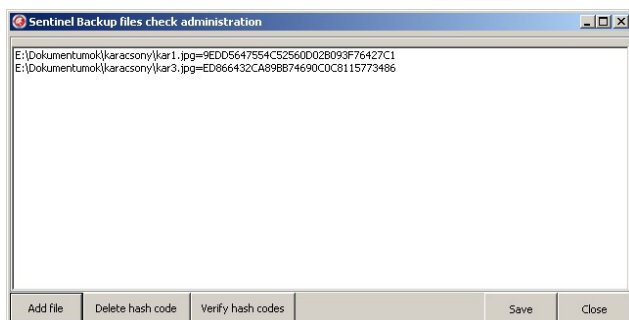 Sentinel Backup files check administration
E:\Dokumentumok\karacsony\kar1.jpg=9EDD5647554C52560D02B093F76427C1
E:\Dokumentumok\karacsony\kar3.jpg=ED866432CA89BB74690C0C8115773486
Add file Delete hash code Verify hash codes Save Close